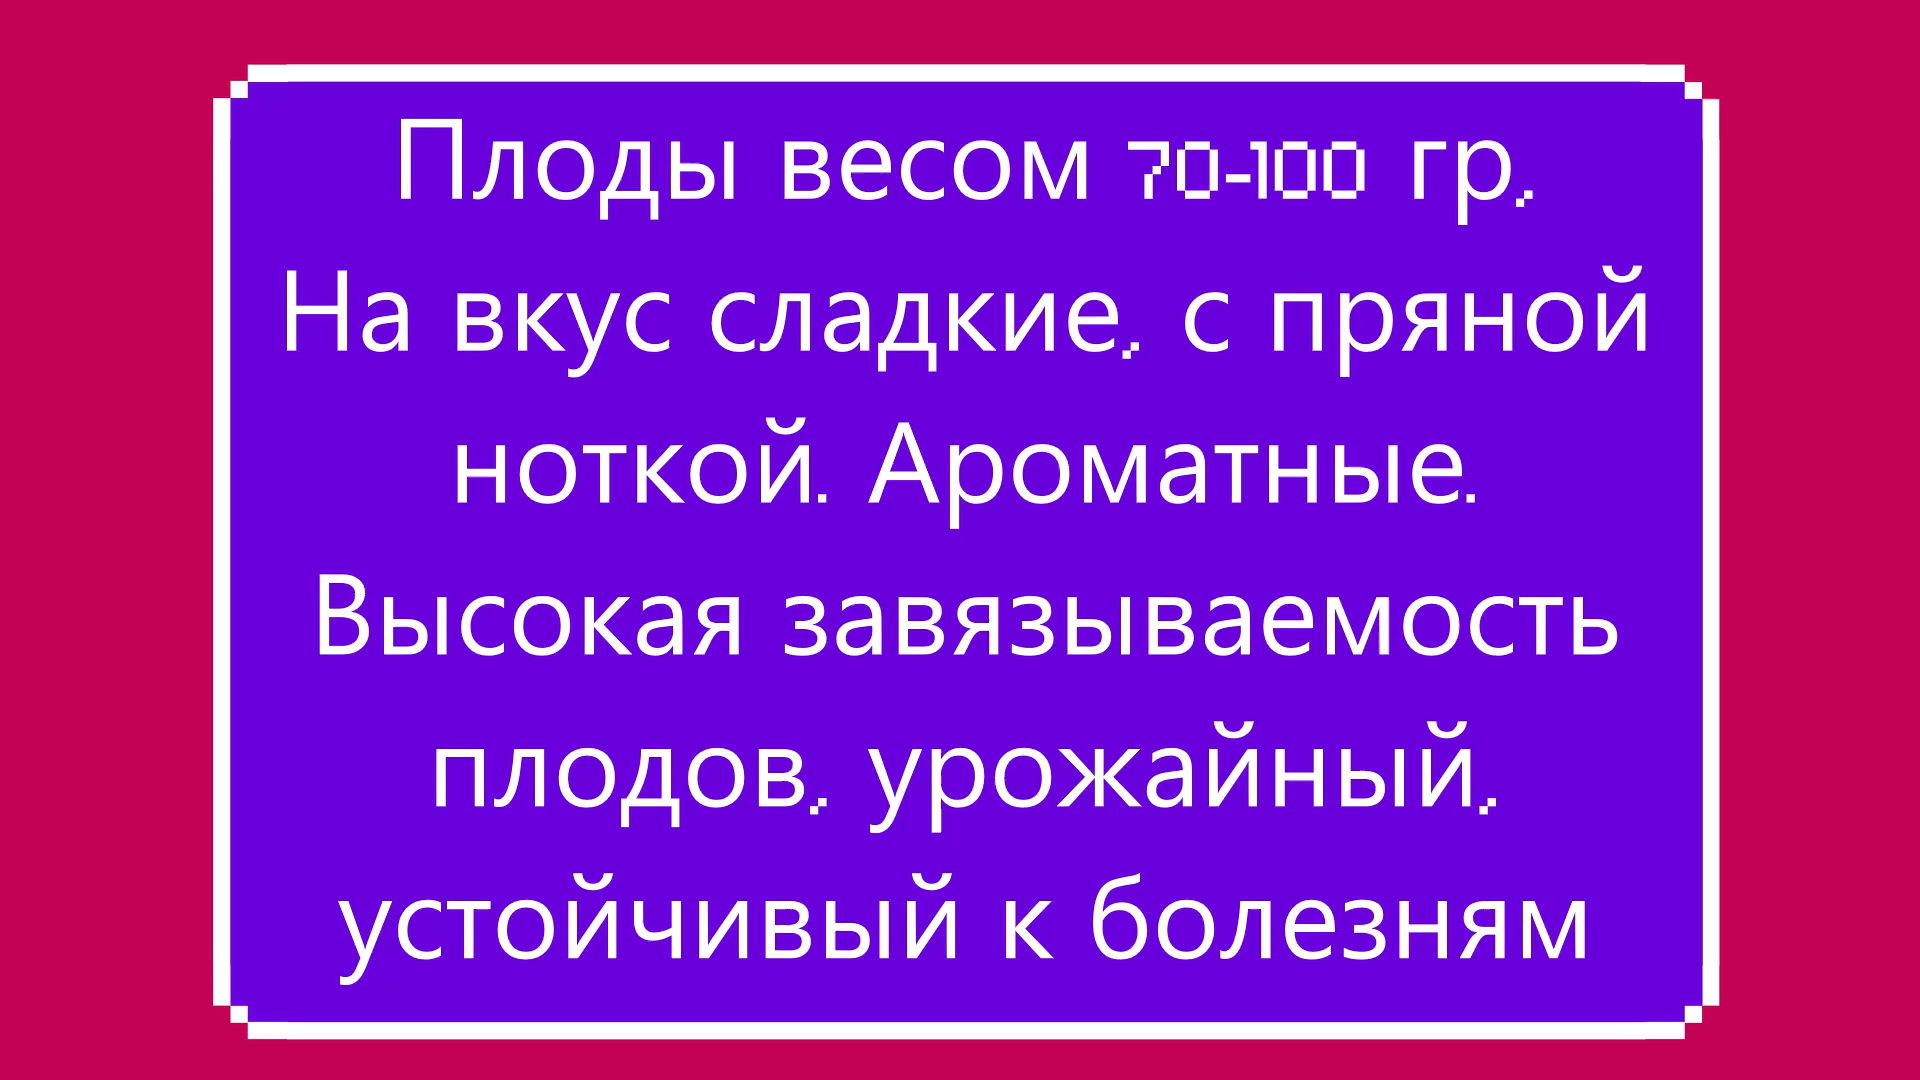 Плоды весом 70-100 гр,
На вкус сладкие, с пряной
ноткой. Ароматные.
Высокая завязываемость
плодов, урожайный,
устойчивый к болезням